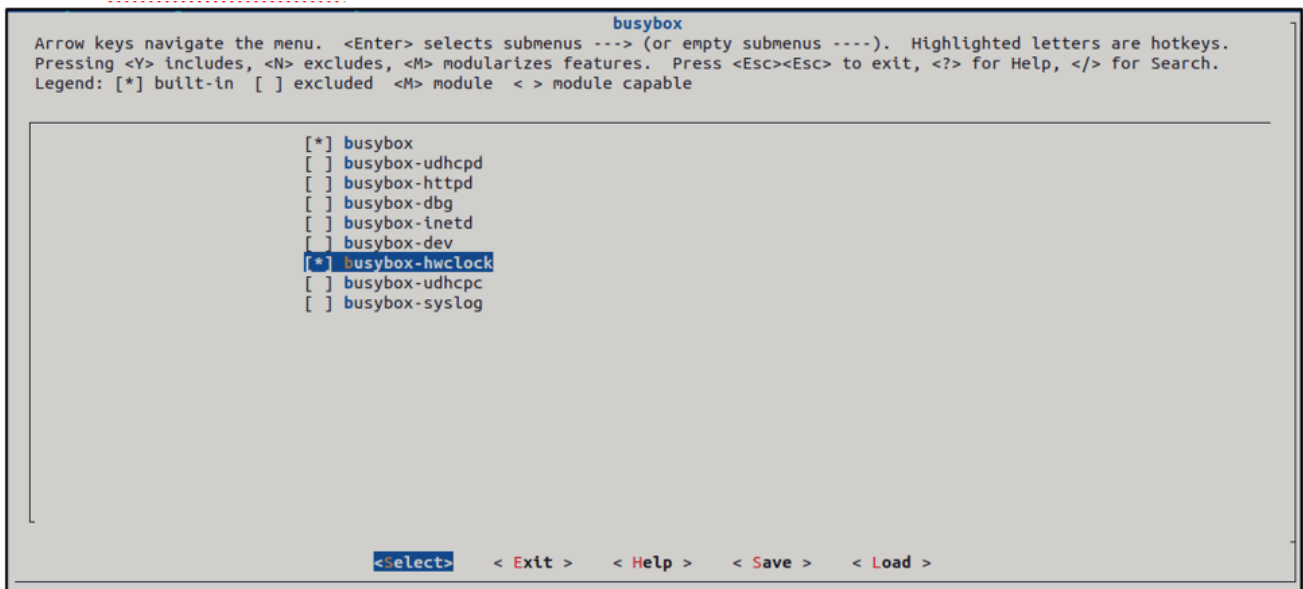 busybox
Arrow keys navigate the menu.  <Enter> selects submenus ---> (or empty submenus ----).  Highlighted letters are hotkeys.
Pressing <Y> includes, <N> excludes, <M> modularizes features.  Press <Esc><Esc> to exit, <?> for Help, </> for Search.
Legend: [*] built-in  [ ] excluded  <M> module  < > module capable
[*] busybox
[ ] busybox-udhcpd
[ ] busybox-httpd
[ ] busybox-dbg
[ ] busybox-inetd
[ ] busybox-dev
[*] busybox-hwclock
[ ] busybox-udhcpc
[ ] busybox-syslog
<Select>    < Exit >    < Help >    < Save >    < Load >